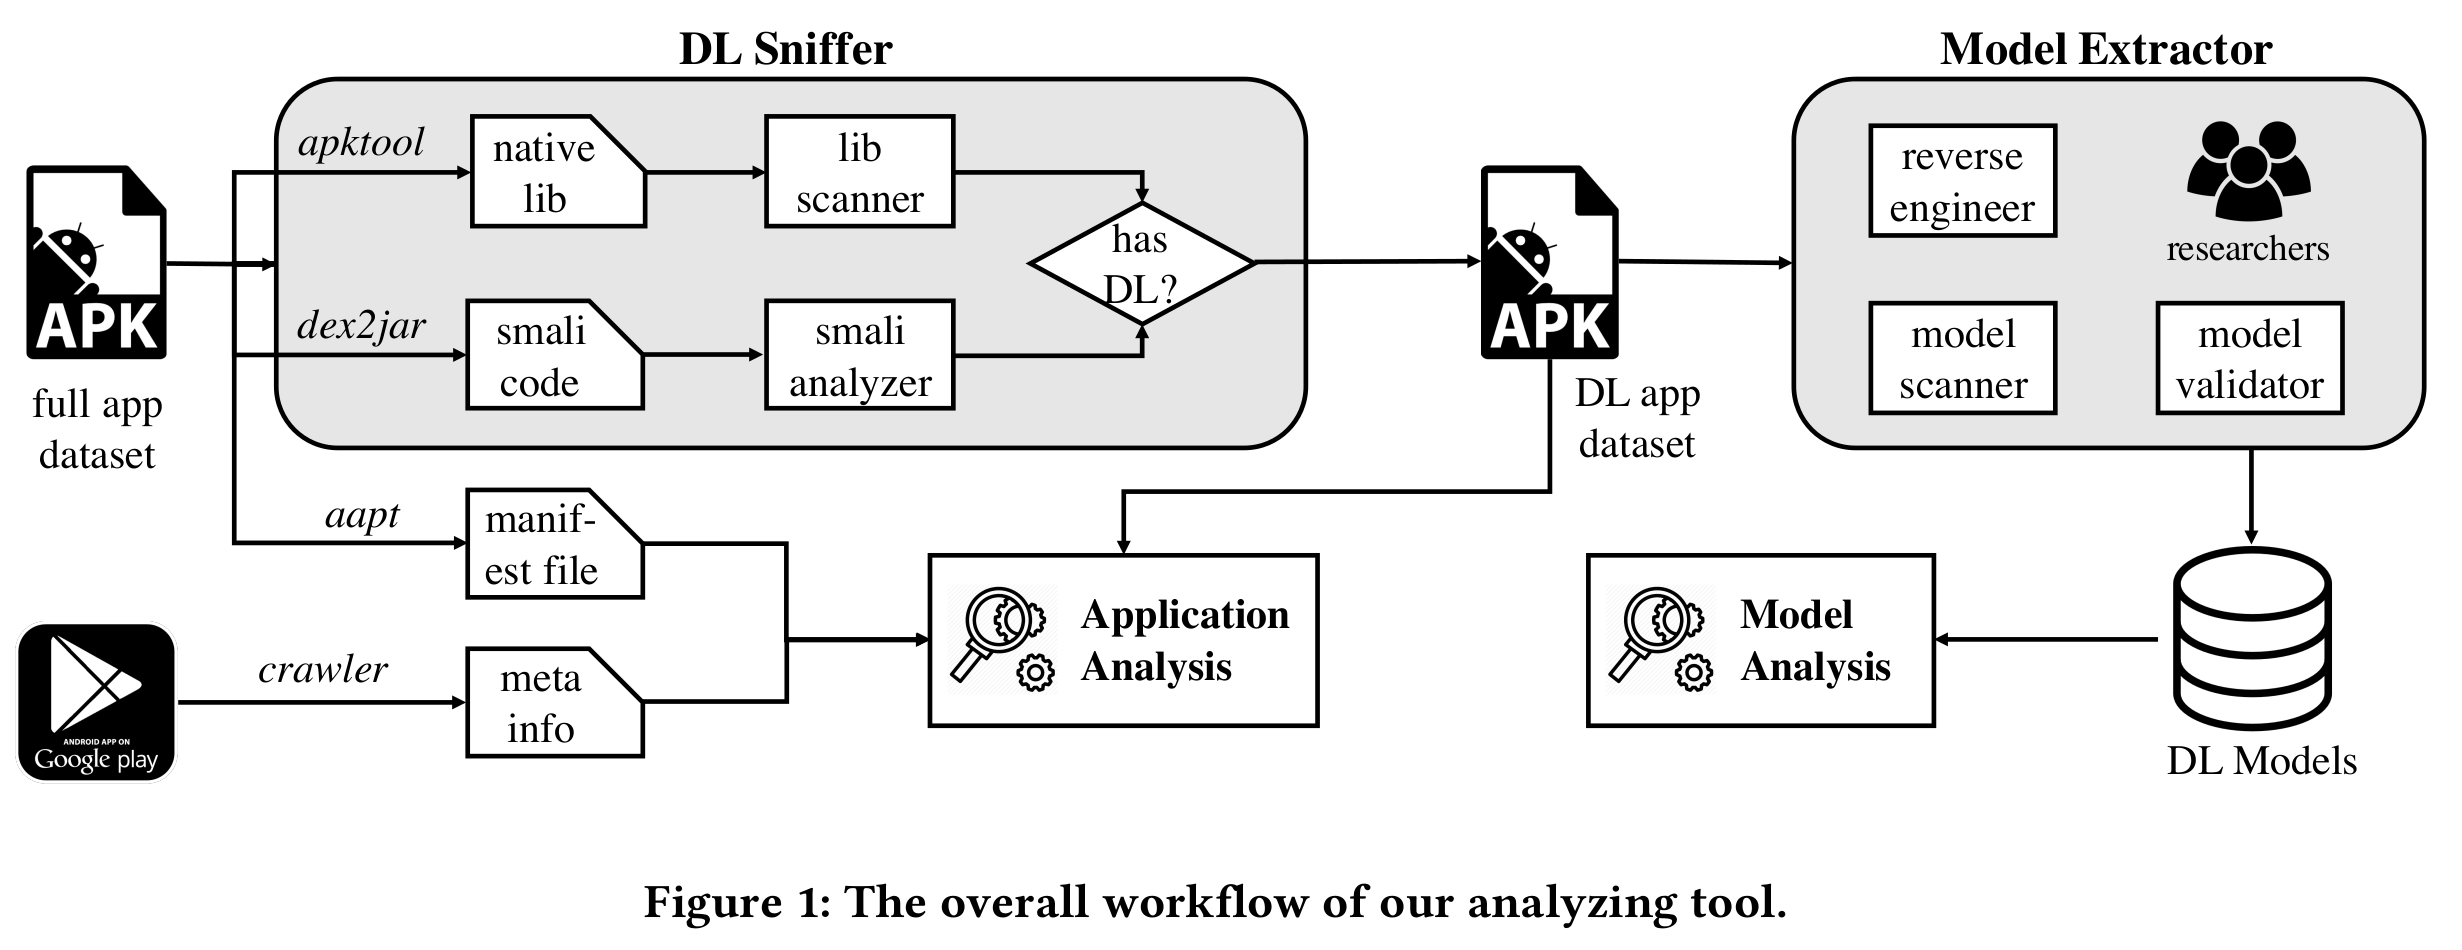 DL Sniffer
Model Extractor
apktool
native
lib
lib
scanner
has
DL?
dex2jar
smali
code
smali
analyzer
APK
full app
dataset
APK
DL app
dataset
reverse
engineer
researchers
model
scanner
model
validator
aapt
manif-
est file
crawler
meta
info
ANDROID APP ON
Google play
Application
Analysis
Model
Analysis
DL Models
Figure 1: The overall workflow of our analyzing tool.